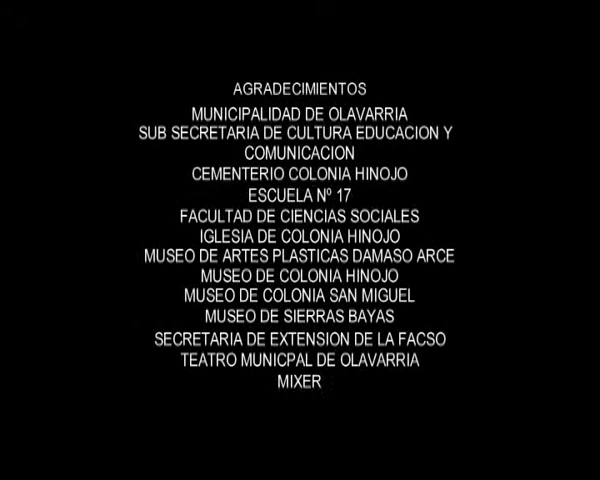 AGRADECIMIENTOS
MUNICIPALIDAD DE OLAVARRIA
SUB SECRETARIA DE CULTURA EDUCACION Y
COMUNICACION
CEMENTERIO COLONIA HINOJO
ESCUELA Nº 17
FACULTAD DE CIENCIAS SOCIALES
IGLESIA DE COLONIA HINOJO
MUSEO DE ARTES PLASTICAS DAMASO ARCE
MUSEO DE COLONIA HINOJO
MUSEO DE COLONIA SAN MIGUEL
MUSEO DE SIERRAS BAYAS
SECRETARIA DE EXTENSION DE LA FACSO
TEATRO MUNICPAL DE OLAVARRIA
MIXER